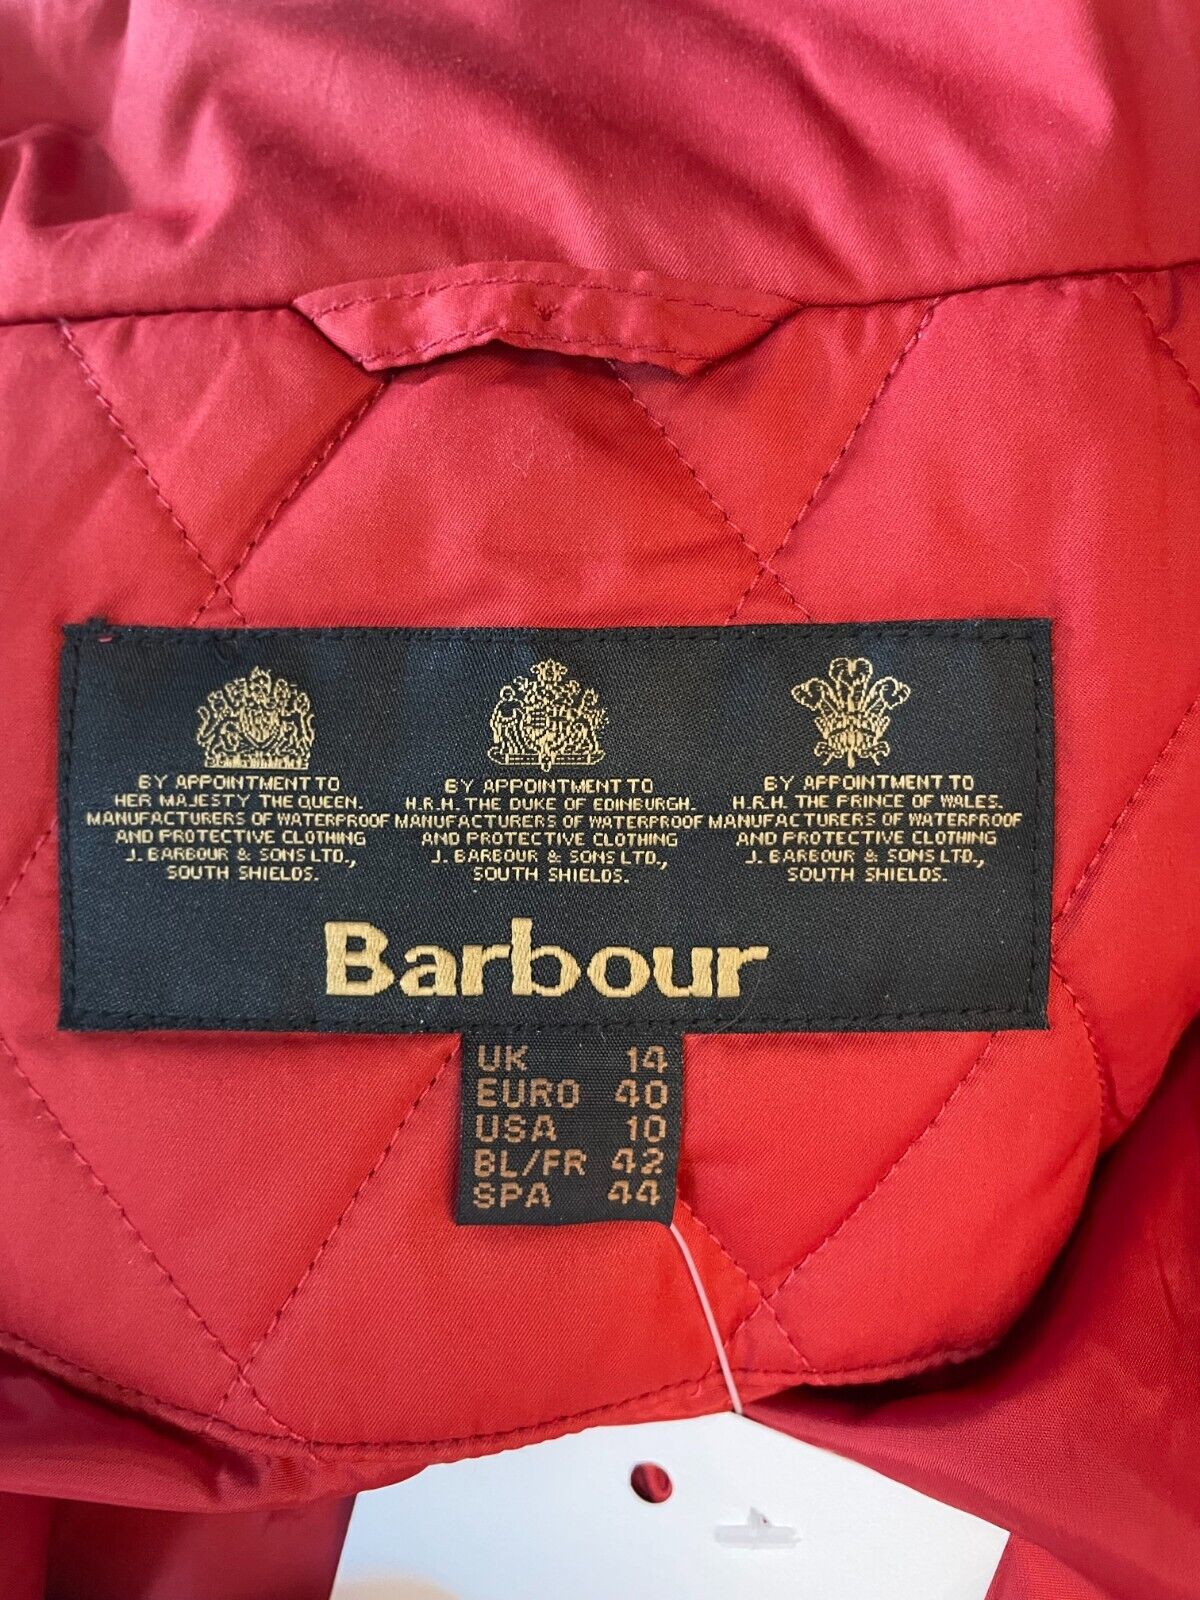 BY APPOINTMENT TO
HER MAJESTY THE QUEEN.
MANUFACTURERS OF WATERPROOF
AND PROTECTIVE CLOTHING
J. BARBOUR & SONS LTD.,
SOUTH SHIELDS.
BY APPOINTMENT TO
H.R.H. THE DUKE OF EDINBURGH.
MANUFACTURERS OF WATERPROOF
AND PROTECTIVE CLOTHING
J. BARBOUR & SONS LTD.,
SOUTH SHIELDS.
BY APPOINTMENT TO
H.R.H. THE PRINCE OF WALES.
MANUFACTURERS OF WATERPROOF
AND PROTECTIVE CLOTHING
J. BARBOUR & SONS LTD.,
SOUTH SHIELDS.
Barbour
UK 14
EURO 40
USA 10
BL/FR 42
SPA 44